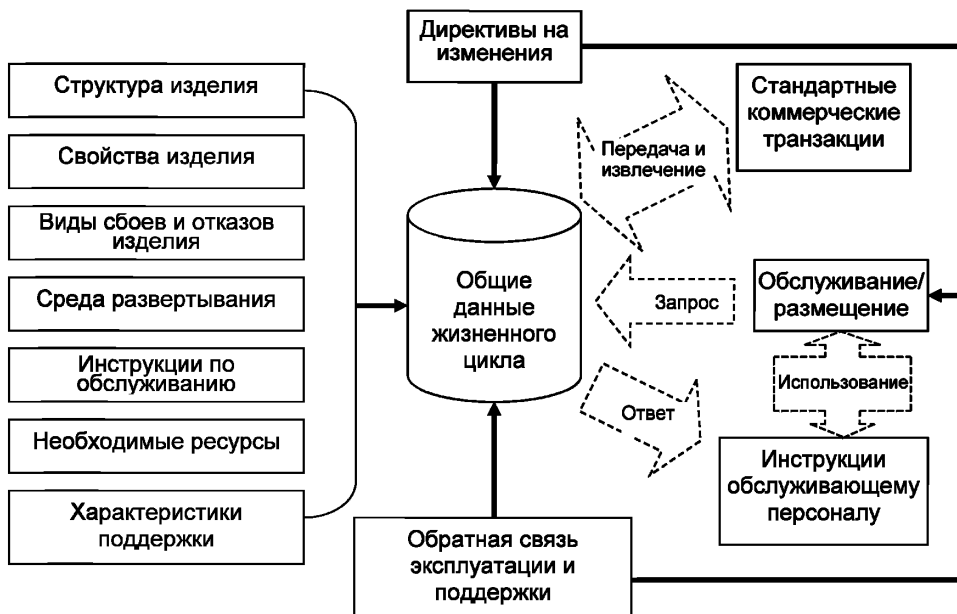 Директивы на
изменения
Структура изделия
Свойства изделия
Виды сбоев и отказов
изделия
Среда развертывания
Инструкции по
обслуживанию
Необходимые ресурсы
Характеристики
поддержки
Общие
данные
жизненного
цикла
Обратная связь
эксплуатации и
поддержки
Передача и
извлечение
Стандартные
коммерческие
транзакции
Запрос
Обслуживание/
размещение
Использование
Ответ
Инструкции
обслуживающему
персоналу